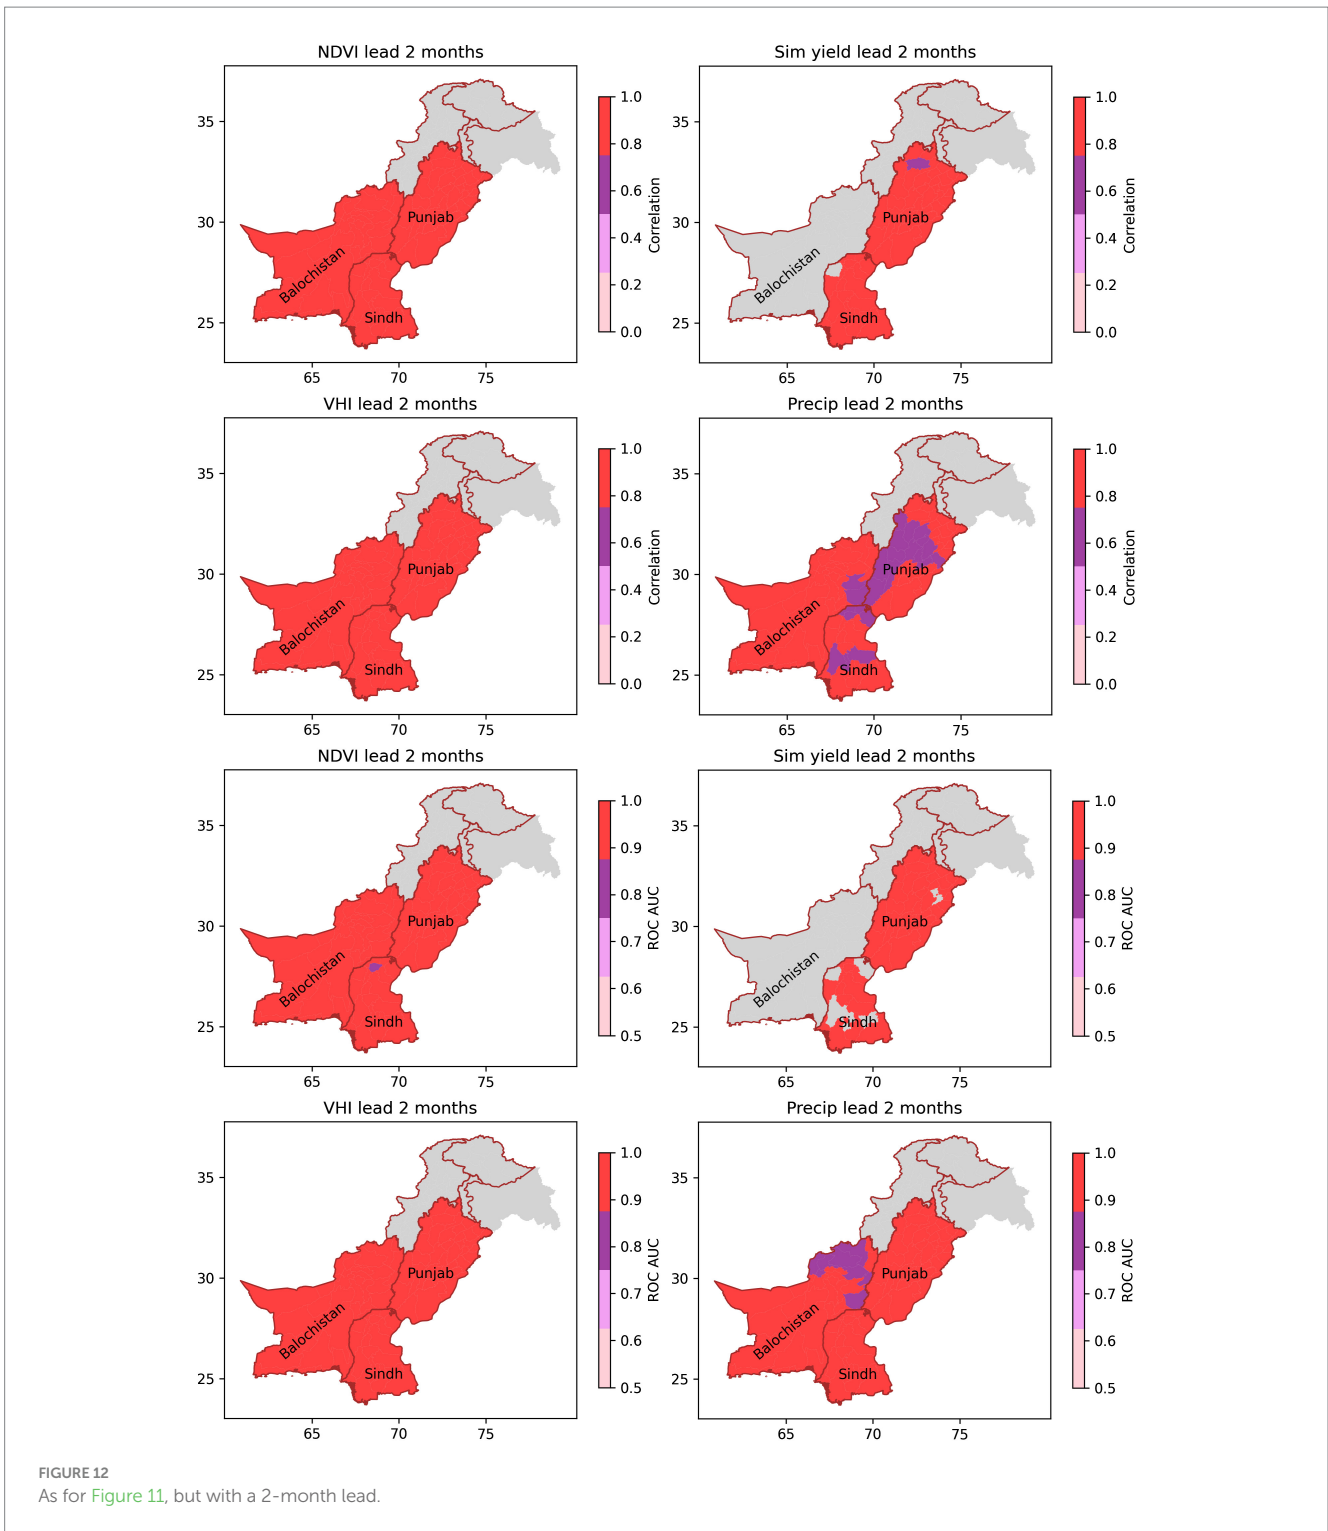 NDVI lead 2 months
35
30
25
65 70 75
Balochistan
Punjab
Sindh
1.0
0.8
0.6
0.4
0.2
0.0
Correlation
Sim yield lead 2 months
35
30
25
65 70 75
Balochistan
Punjab
Sindh
1.0
0.8
0.6
0.4
0.2
0.0
Correlation
VHI lead 2 months
35
30
25
65 70 75
Balochistan
Punjab
Sindh
1.0
0.8
0.6
0.4
0.2
0.0
Correlation
Precip lead 2 months
35
30
25
65 70 75
Balochistan
Punjab
Sindh
1.0
0.8
0.6
0.4
0.2
0.0
Correlation
NDVI lead 2 months
35
30
25
65 70 75
Balochistan
Punjab
Sindh
1.0
0.9
0.8
0.7
0.6
0.5
ROC AUC
Sim yield lead 2 months
35
30
25
65 70 75
Balochistan
Punjab
Sindh
1.0
0.9
0.8
0.7
0.6
0.5
ROC AUC
VHI lead 2 months
35
30
25
65 70 75
Balochistan
Punjab
Sindh
1.0
0.9
0.8
0.7
0.6
0.5
ROC AUC
Precip lead 2 months
35
30
25
65 70 75
Balochistan
Punjab
Sindh
1.0
0.9
0.8
0.7
0.6
0.5
ROC AUC
FIGURE 12
As for Figure 11, but with a 2-month lead.